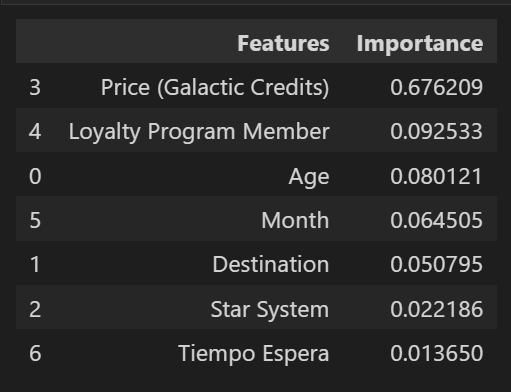 Features Importance
3 Price (Galactic Credits) 0.676209
4 Loyalty Program Member 0.092533
0 Age 0.080121
5 Month 0.064505
1 Destination 0.050795
2 Star System 0.022186
6 Tiempo Espera 0.013650